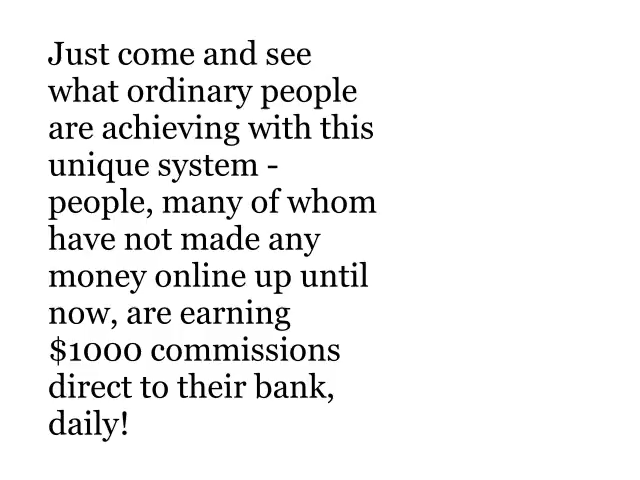 Just come and see
what ordinary people
are achieving with this
unique system -
people, many of whom
have not made any
money online up until
now, are earning
$1000 commissions
direct to their bank,
daily!